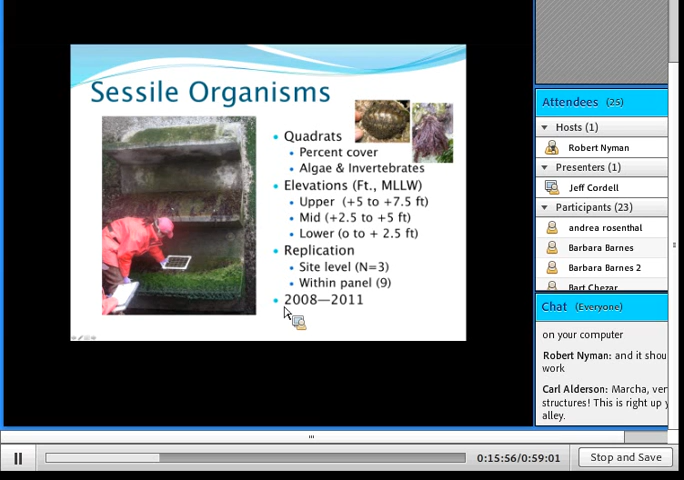 Sessile Organisms
Quadrats
Percent cover
Algae & Invertebrates
Elevations (Ft., MLLW)
Upper (+5 to +7.5 ft)
Mid (+2.5 to +5 ft)
Lower (o to + 2.5 ft)
Replication
Site level (N=3)
Within panel (9)
2008—2011
Attendees (25)
Hosts (1)
Robert Nyman
Presenters (1)
Jeff Cordell
Participants (23)
andrea rosenthal
Barbara Barnes
Barbara Barnes 2
Bart Chezar
Chat (Everyone)
on your computer
Robert Nyman: and it shou
work
Carl Alderson: Marcha, ver
structures! This is right up y
alley.
0:15:56/0:59:01
Stop and Save